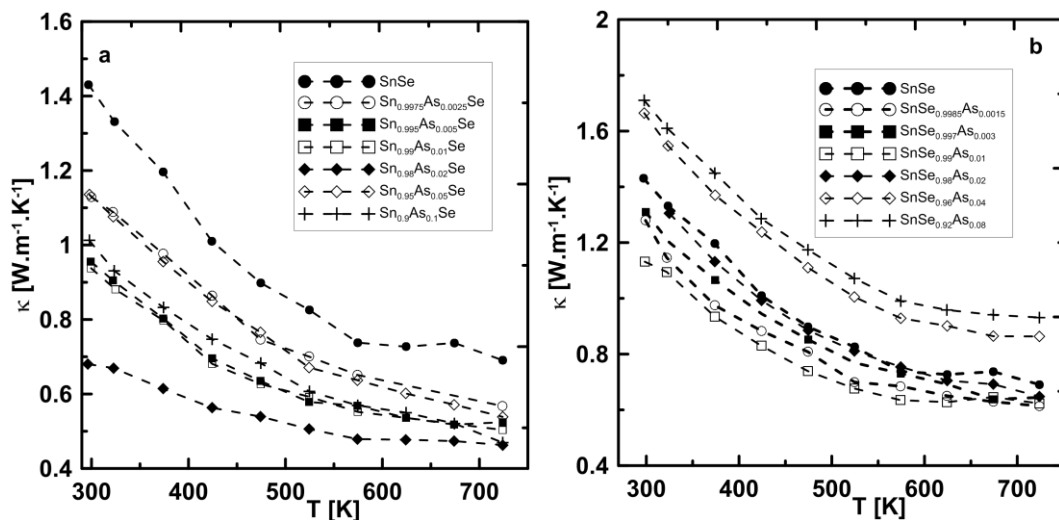 a
κ [W.m-1.K-1]
1.6
1.4
1.2
1
0.8
0.6
0.4
SnSe
Sn0.9975As0.0025Se
Sn0.995As0.005Se
Sn0.99As0.01Se
Sn0.98As0.02Se
Sn0.95As0.05Se
Sn0.9As0.1Se
300 400 500 600 700
T [K]
b
κ [W.m-1.K-1]
2
1.6
1.2
0.8
0.4
SnSe
SnSe0.9985As0.0015
SnSe0.997As0.003
SnSe0.99As0.01
SnSe0.98As0.02
SnSe0.96As0.04
SnSe0.92As0.08
300 400 500 600 700
T [K]